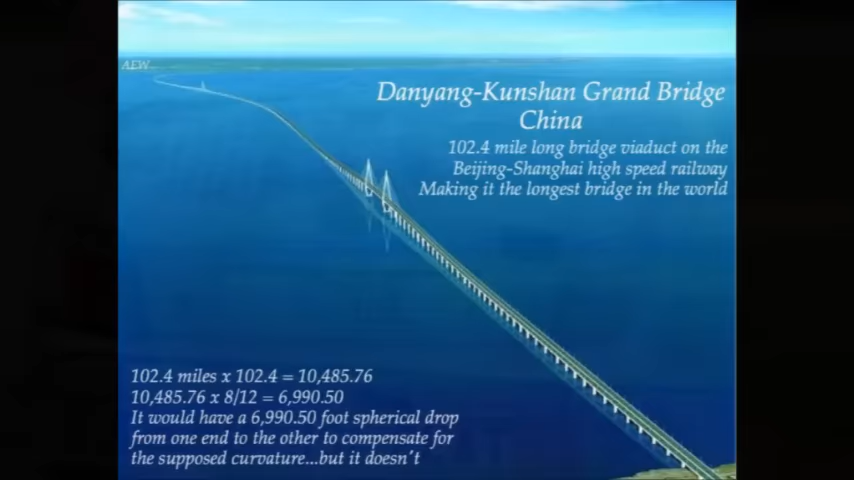 AEW
Danyang-Kunshan Grand Bridge
China
102.4 mile long bridge viaduct on the
Beijing-Shanghai high speed railway
Making it the longest bridge in the world
102.4 miles x 102.4 = 10,485.76
10,485.76 x 8/12 = 6,990.50
It would have a 6,990.50 foot spherical drop
from one end to the other to compensate for
the supposed curvature...but it doesn't